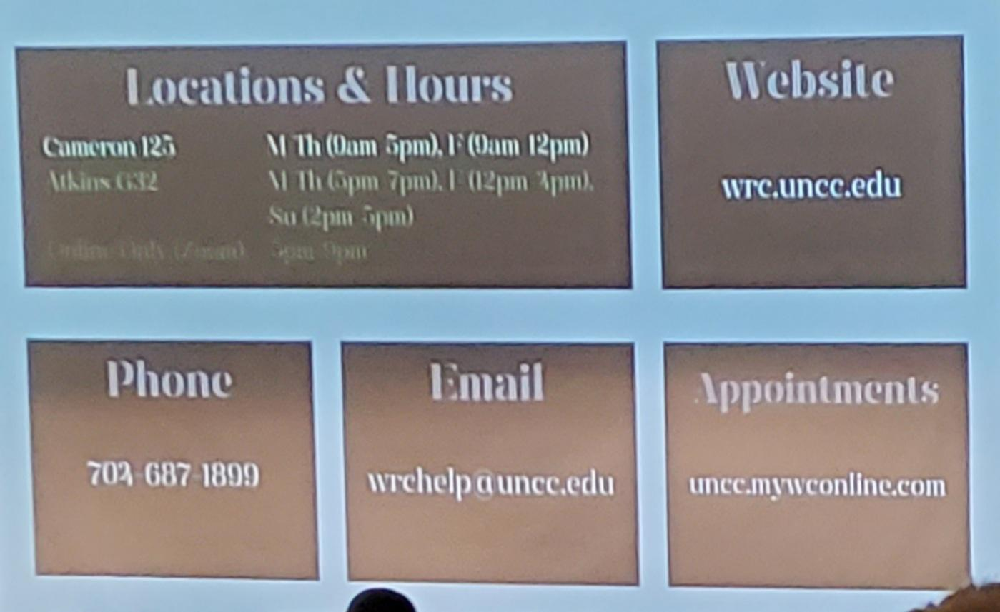 Locations & Hours
Cameron 125 M-Th (9am-5pm), F (9am-12pm)
Atkins G32 M-Th (5pm-7pm), F (12pm-4pm),
Su (2pm-5pm)
Online Only (Zoom) 5pm-9pm
Website
wrc.uncc.edu
Phone
704-687-1899
Email
wrchelp@uncc.edu
Appointments
uncc.mywconline.com